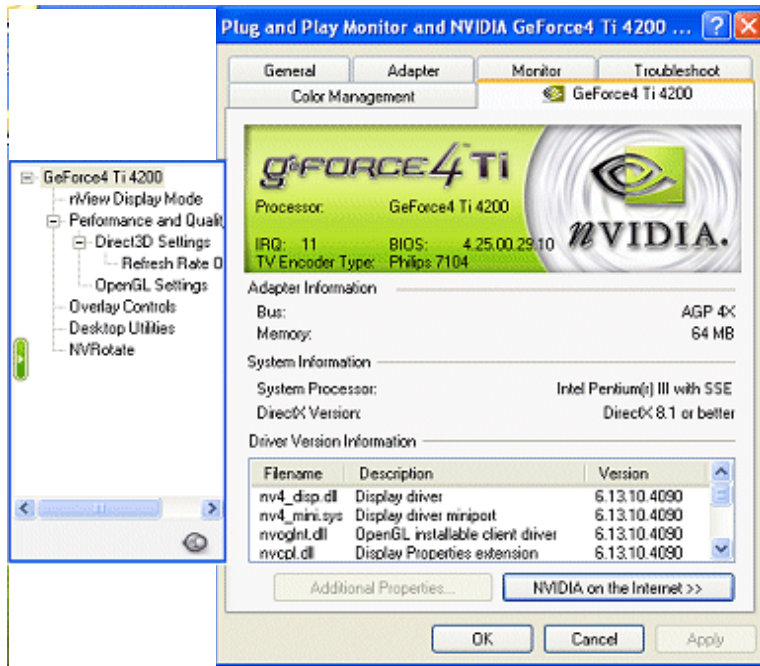 Plug and Play Monitor and NVIDIA GeForce4 Ti 4200 ...
General Adapter Monitor Troubleshoot
Color Management GeForce4 Ti 4200
GeForce4 Ti
nVIDIA.
Processor: GeForce4 Ti 4200
IRQ: 11 BIOS: 4.25.00.29.10
TV Encoder Type: Philips 7104
Adapter Information
Bus: AGP 4X
Memory: 64 MB
System Information
System Processor: Intel Pentium(r) III with SSE
DirectX Version: DirectX 8.1 or better
Driver Version Information
Filename Description Version
nv4_disp.dll Display driver 6.13.10.4090
nv4_mini.sys Display driver miniport 6.13.10.4090
nvoglnt.dll OpenGL installable client driver 6.13.10.4090
nvcpl.dll Display Properties extension 6.13.10.4090
Additional Properties... NVIDIA on the Internet >>
OK Cancel Apply
GeForce4 Ti 4200
nView Display Mode
Performance and Qualit
Direct3D Settings
Refresh Rate O
OpenGL Settings
Overlay Controls
Desktop Utilities
NVRotate